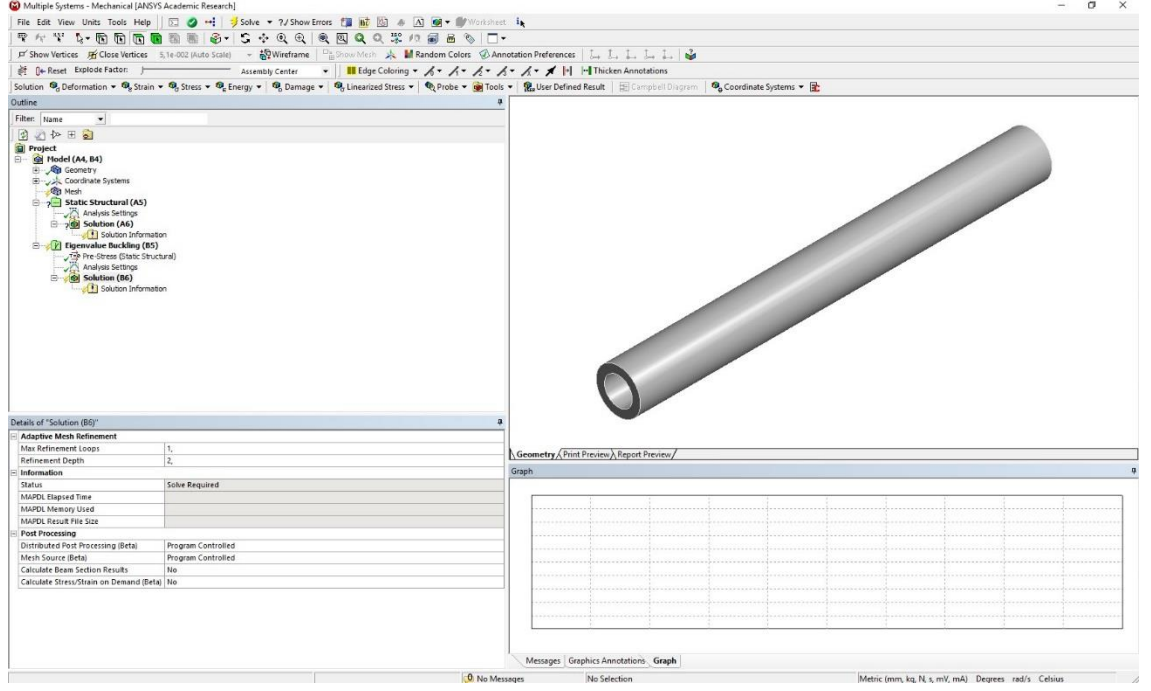 Multiple Systems - Mechanical [ANSYS Academic Research]
File Edit View Units Tools Help Solve ?/ Show Errors Worksheet
Show Vertices Close Vertices 5,1e-002 (Auto Scale) Wireframe Show Mesh Random Colors Annotation Preferences
Reset Explode Factor: Assembly Center Edge Coloring Thicken Annotations
Solution Deformation Strain Stress Energy Damage Linearized Stress Probe Tools User Defined Result Campbell Diagram Coordinate Systems
Outline
Filter: Name
Project
Model (A4, B4)
Geometry
Coordinate Systems
Mesh
Static Structural (A5)
Analysis Settings
Solution (A6)
Solution Information
Eigenvalue Buckling (B5)
Pre-Stress (Static Structural)
Analysis Settings
Solution (B6)
Solution Information
Details of "Solution (B6)"
Adaptive Mesh Refinement
Max Refinement Loops 1,
Refinement Depth 2,
Information
Status Solve Required
MAPDL Elapsed Time
MAPDL Memory Used
MAPDL Result File Size
Post Processing
Distributed Post Processing (Beta) Program Controlled
Mesh Source (Beta) Program Controlled
Calculate Beam Section Results No
Calculate Stress/Strain on Demand (Beta) No
Geometry Print Preview Report Preview
Graph
Messages Graphics Annotations Graph
No Messages No Selection Metric (mm, kg, N, s, mV, mA) Degrees rad/s Celsius